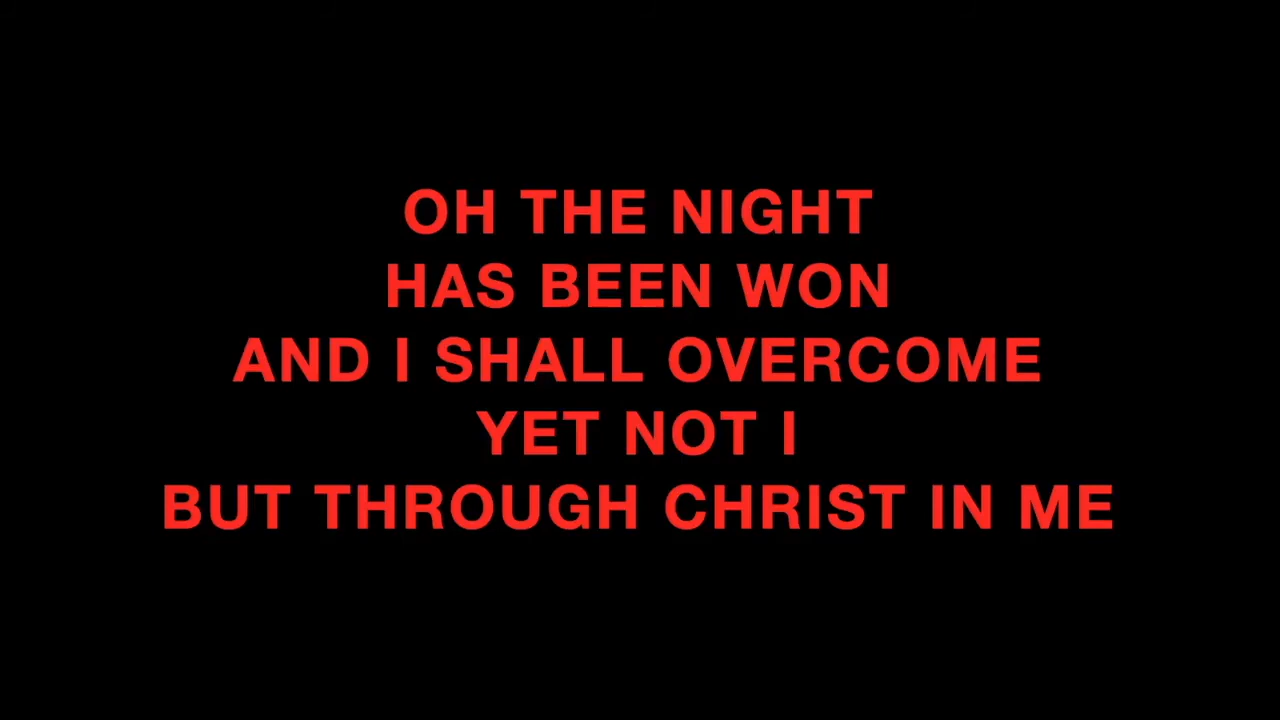 OH THE NIGHT
HAS BEEN WON
AND I SHALL OVERCOME
YET NOT I
BUT THROUGH CHRIST IN ME